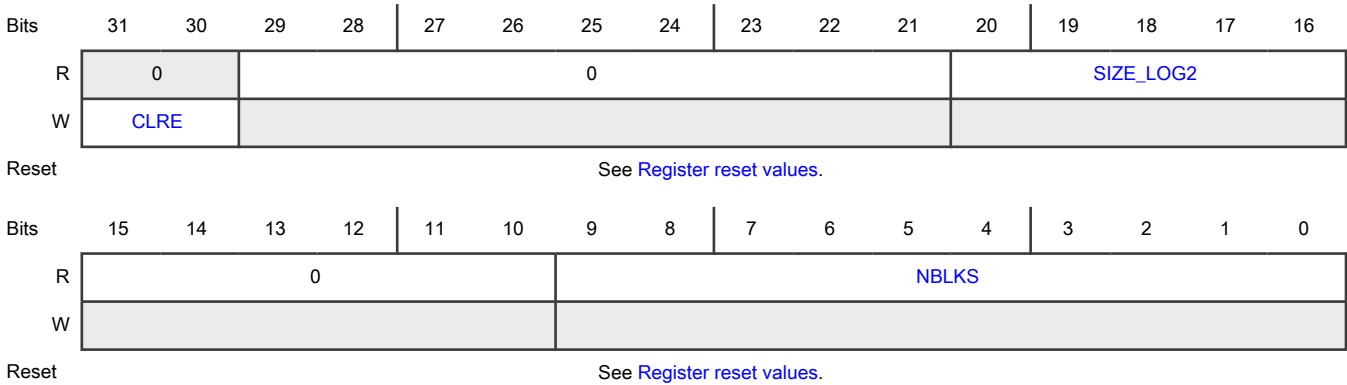 Bits 31 30 29 28 27 26 25 24 23 22 21 20 19 18 17 16
R 0 0 SIZE_LOG2
W CLRE
Reset See Register reset values.
Bits 15 14 13 12 11 10 9 8 7 6 5 4 3 2 1 0
R 0 NBLKS
W
Reset See Register reset values.